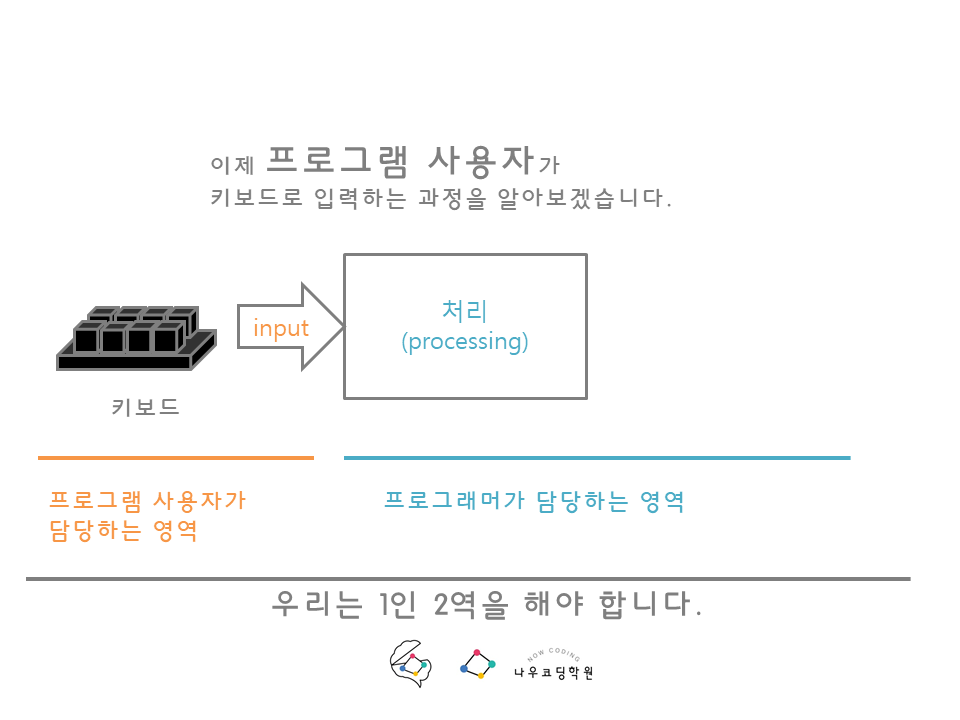 이제 프로그램 사용자가
키보드로 입력하는 과정을 알아보겠습니다.
input
처리
(processing)
키보드
프로그램 사용자가
담당하는 영역
프로그래머가 담당하는 영역
우리는 1인 2역을 해야 합니다.
NOW CODING
나우코딩학원